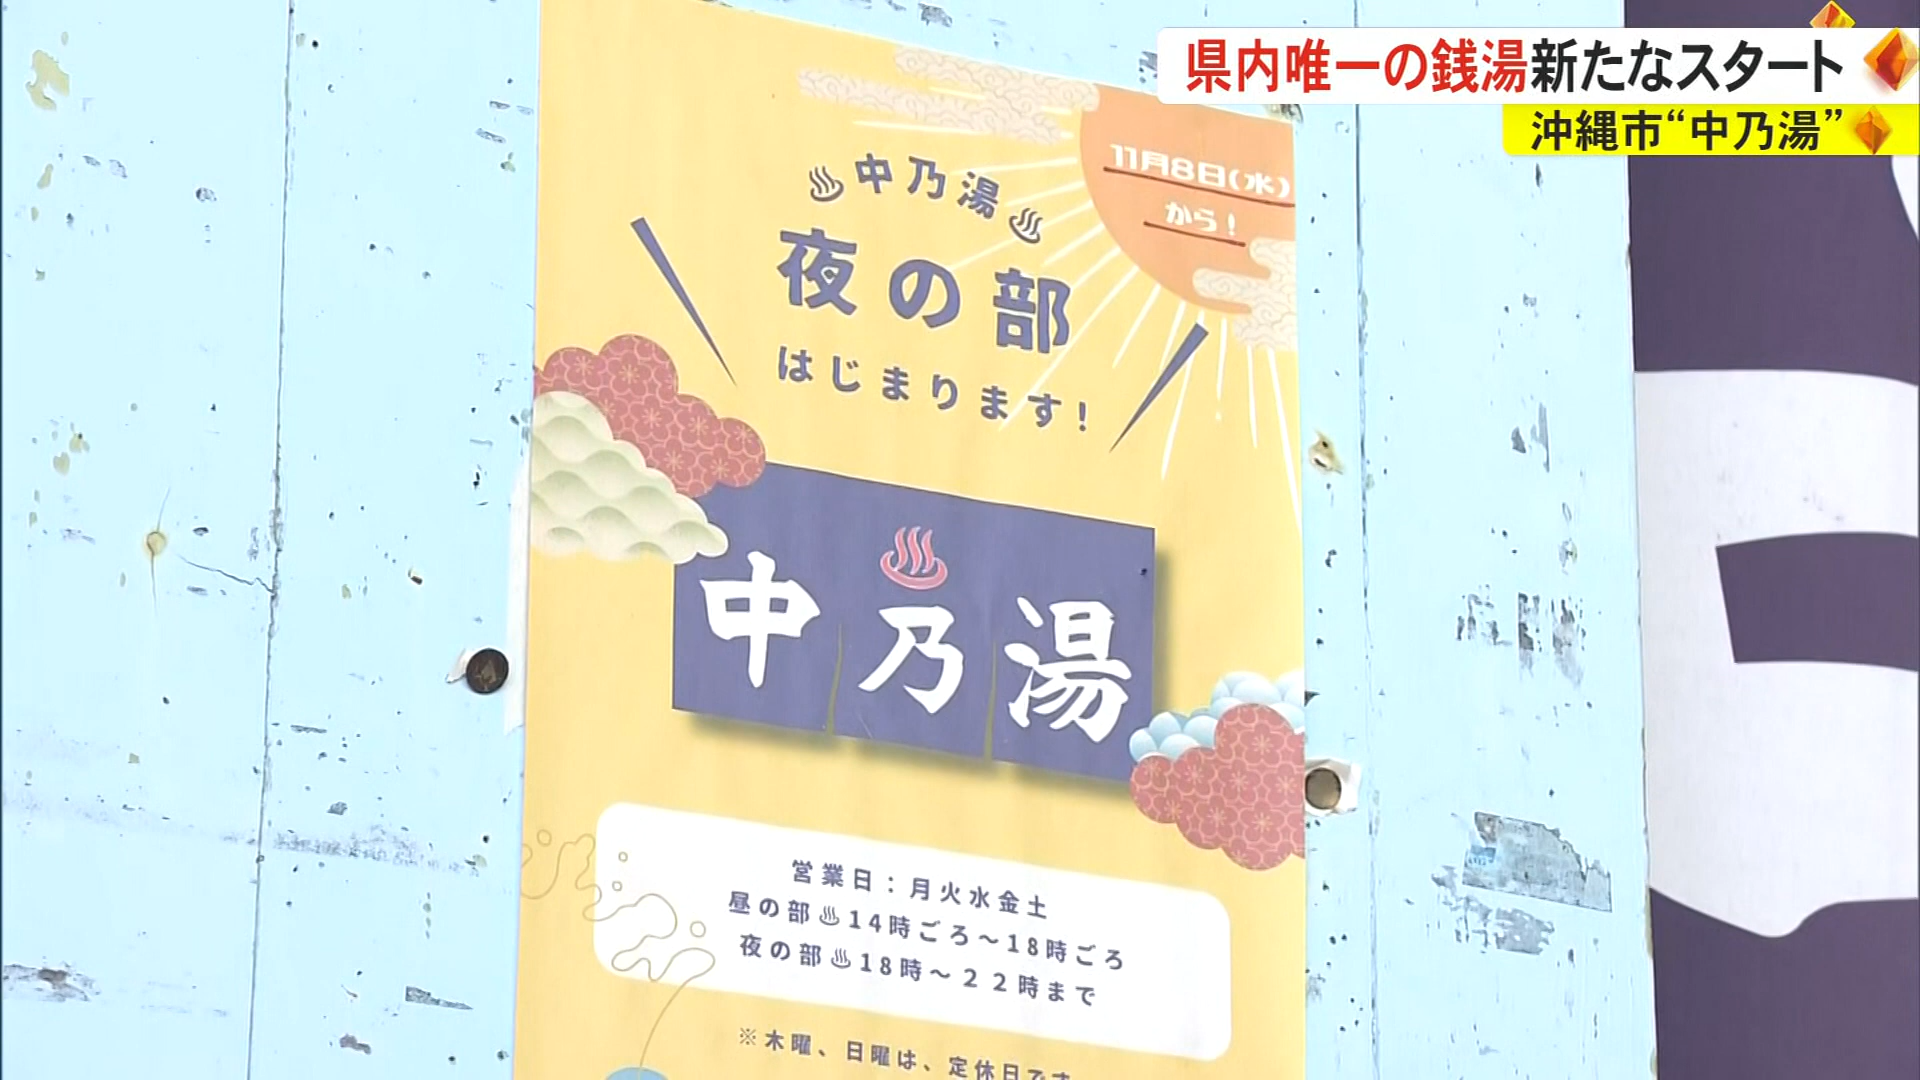 県内唯一の銭湯新たなスタート
沖縄市“中乃湯”
11月8日(水)
から!
♨中乃湯♨
夜の部
はじまります!
♨
中乃湯
営業日:月火水金土
昼の部♨14時ごろ～18時ごろ
夜の部♨18時～22時まで
※木曜、日曜は、定休日です